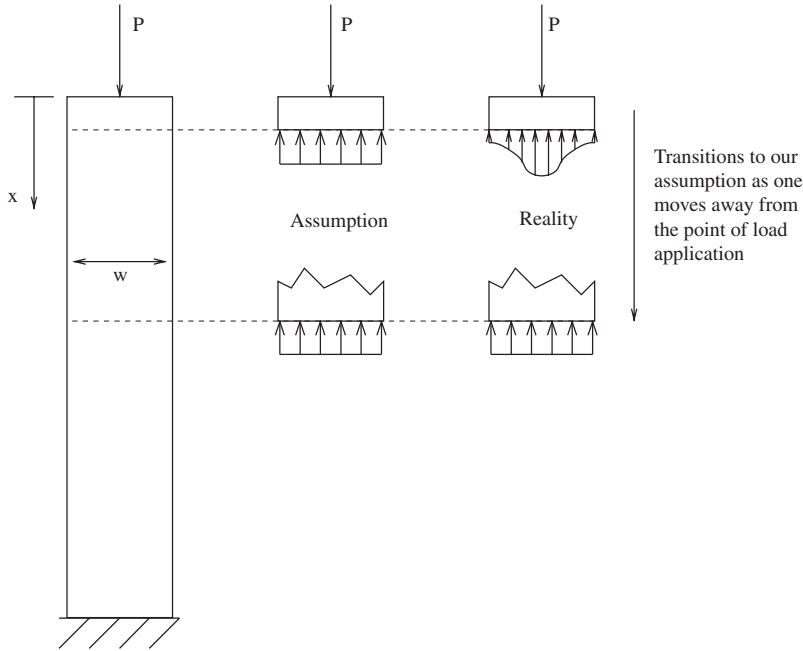 P
P
P
x
w
Assumption
Reality
Transitions to our
assumption as one
moves away from
the point of load
application